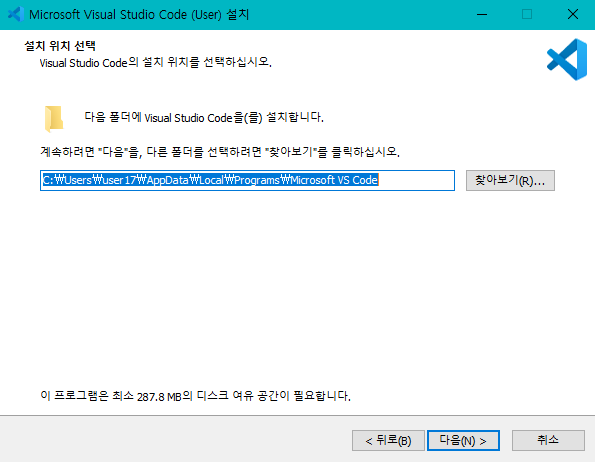 Microsoft Visual Studio Code (User) 설치
설치 위치 선택
Visual Studio Code의 설치 위치를 선택하십시오.
다음 폴더에 Visual Studio Code을(를) 설치합니다.
계속하려면 "다음"을, 다른 폴더를 선택하려면 "찾아보기"를 클릭하십시오.
C:₩Users₩user17₩AppData₩Local₩Programs₩Microsoft VS Code
찾아보기(R)...
이 프로그램은 최소 287.8 MB의 디스크 여유 공간이 필요합니다.
< 뒤로(B)
다음(N) >
취소